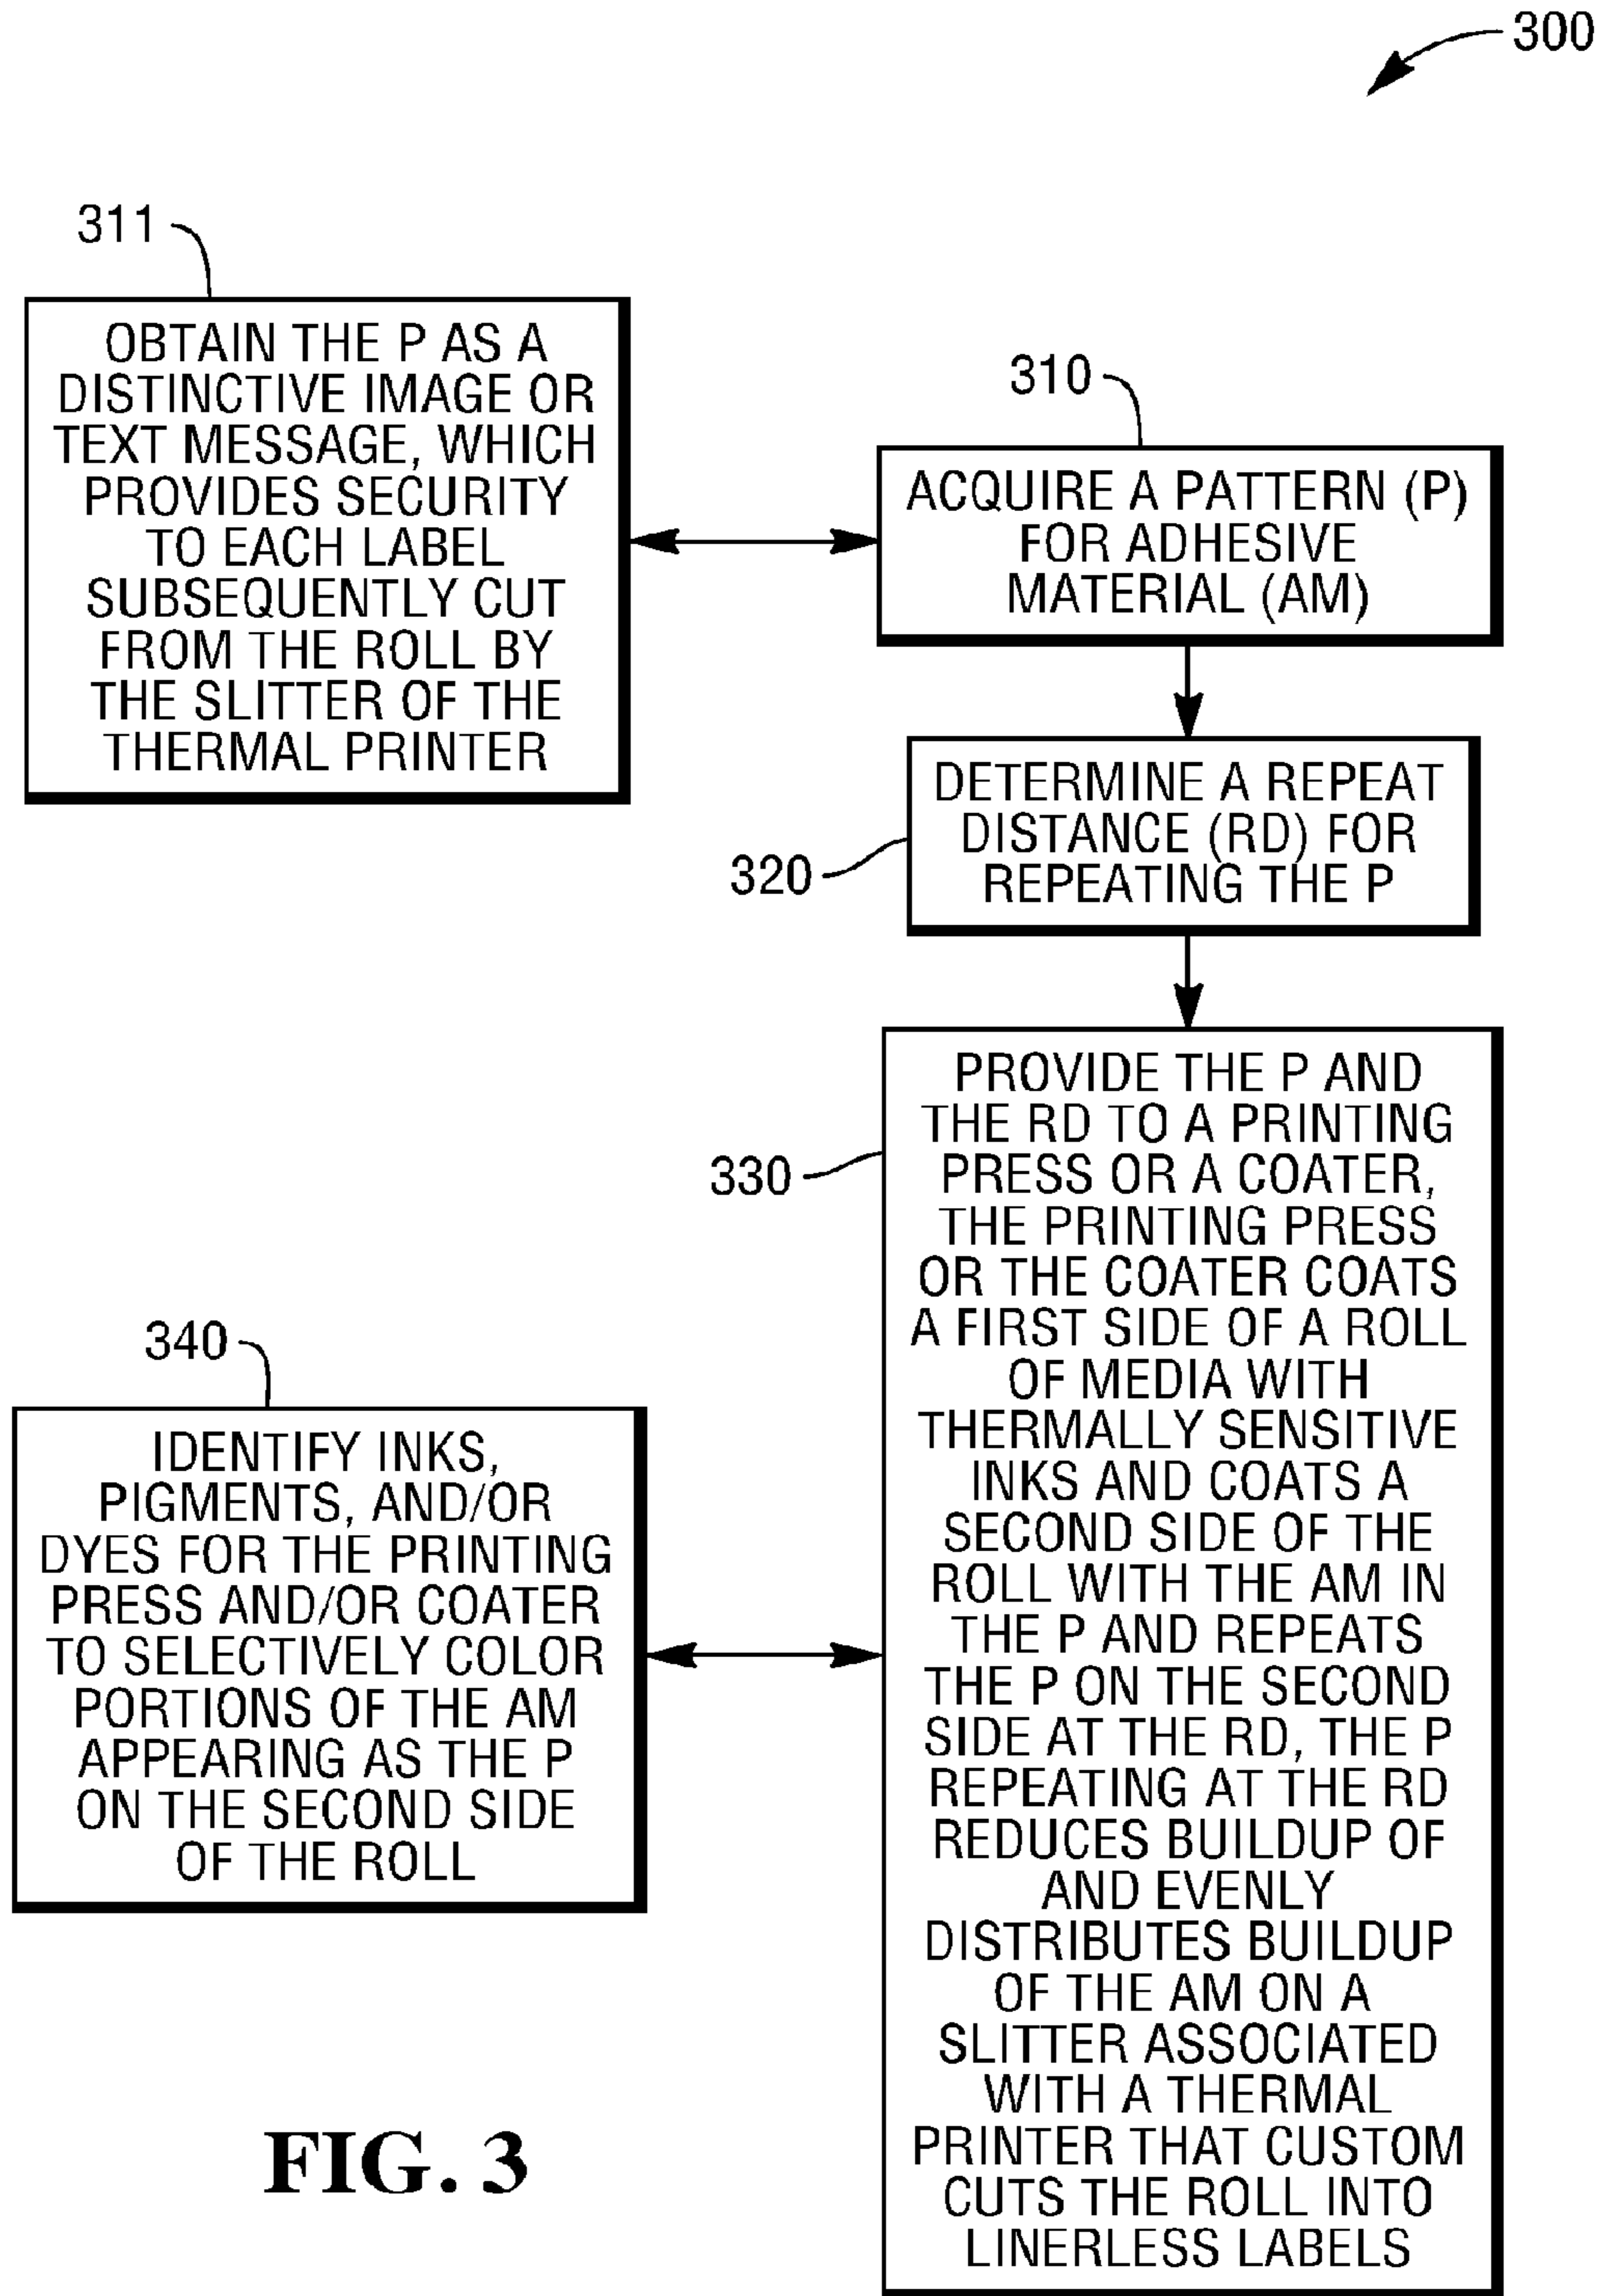 300
311
OBTAIN THE P AS A
DISTINCTIVE IMAGE OR
TEXT MESSAGE, WHICH
PROVIDES SECURITY
TO EACH LABEL
SUBSEQUENTLY CUT
FROM THE ROLL BY
THE SLITTER OF THE
THERMAL PRINTER
310
ACQUIRE A PATTERN (P)
FOR ADHESIVE
MATERIAL (AM)
320
DETERMINE A REPEAT
DISTANCE (RD) FOR
REPEATING THE P
330
PROVIDE THE P AND
THE RD TO A PRINTING
PRESS OR A COATER,
THE PRINTING PRESS
OR THE COATER COATS
A FIRST SIDE OF A ROLL
OF MEDIA WITH
THERMALLY SENSITIVE
INKS AND COATS A
SECOND SIDE OF THE
ROLL WITH THE AM IN
THE P AND REPEATS
THE P ON THE SECOND
SIDE AT THE RD, THE P
REPEATING AT THE RD
REDUCES BUILDUP OF
AND EVENLY
DISTRIBUTES BUILDUP
OF THE AM ON A
SLITTER ASSOCIATED
WITH A THERMAL
PRINTER THAT CUSTOM
CUTS THE ROLL INTO
LINERLESS LABELS
340
IDENTIFY INKS,
PIGMENTS, AND/OR
DYES FOR THE PRINTING
PRESS AND/OR COATER
TO SELECTIVELY COLOR
PORTIONS OF THE AM
APPEARING AS THE P
ON THE SECOND SIDE
OF THE ROLL
FIG. 3